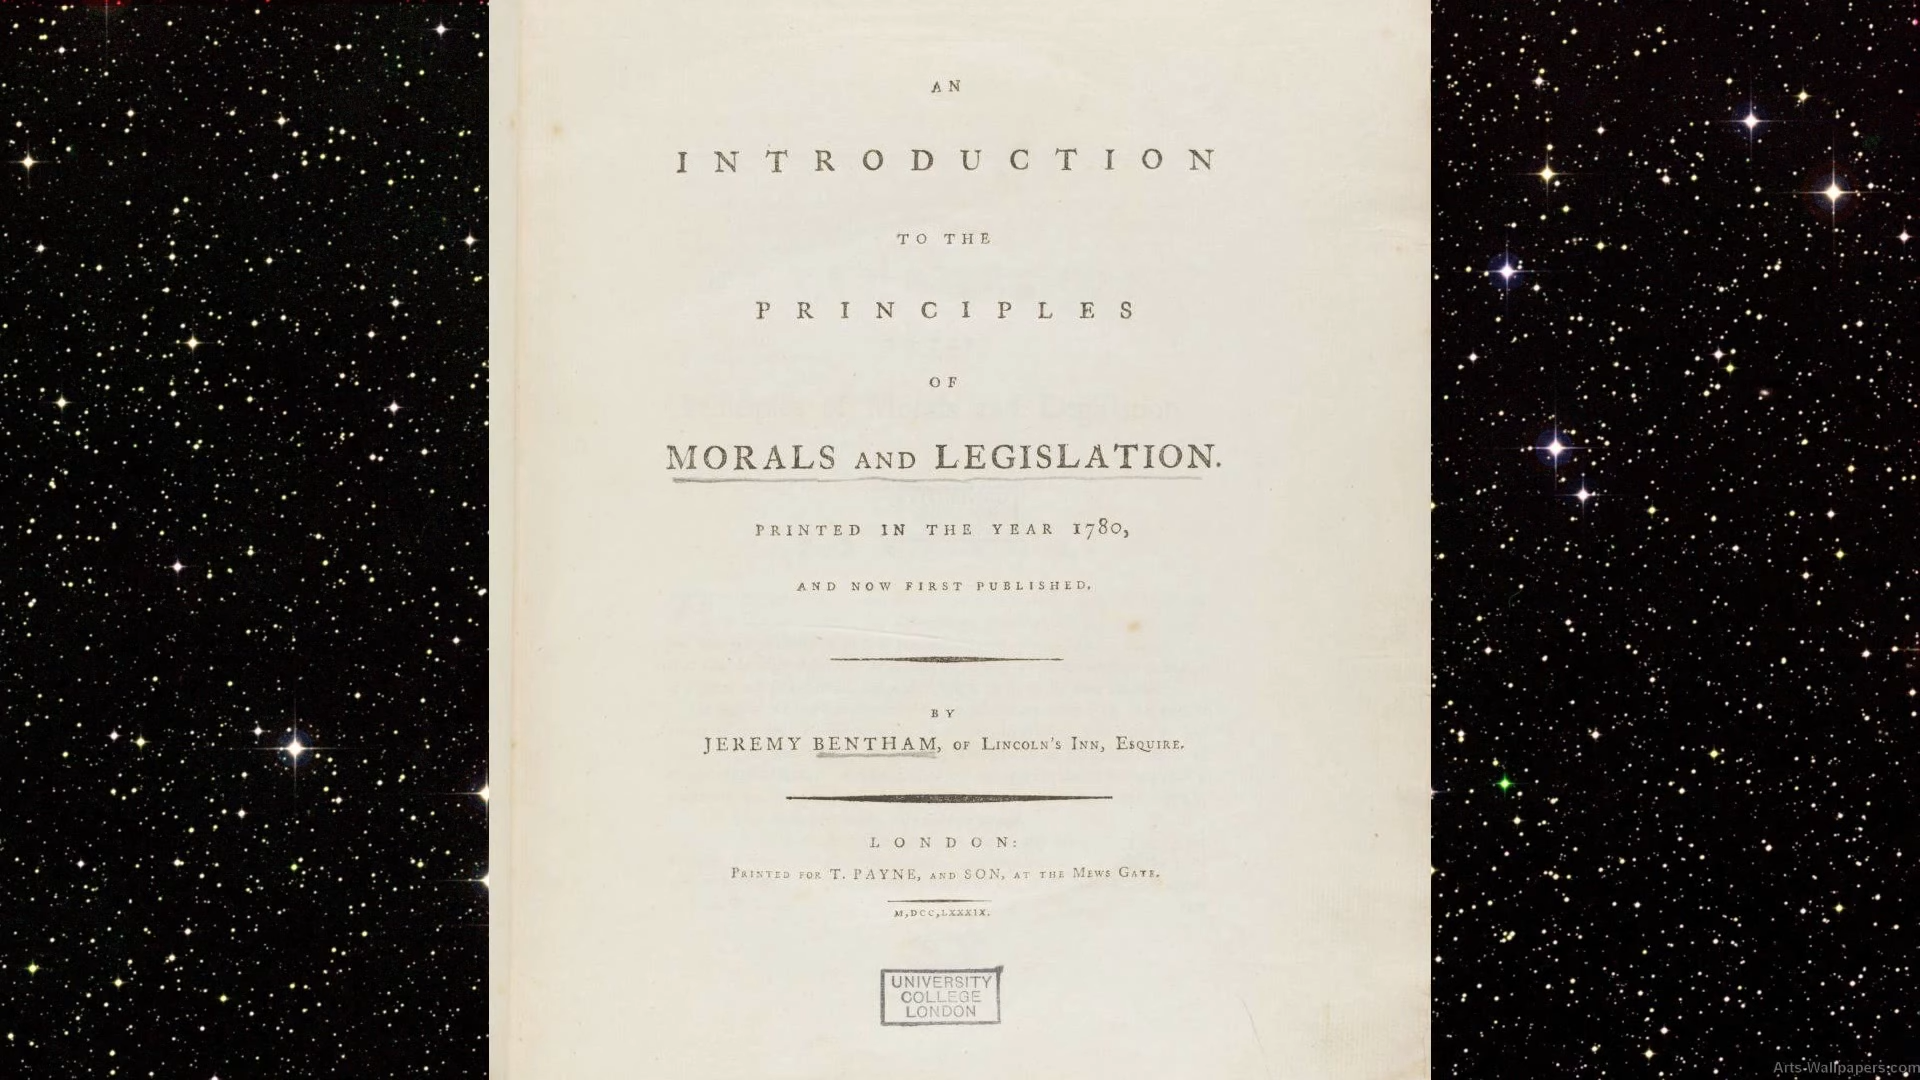 AN
INTRODUCTION
TO THE
PRINCIPLES
OF
MORALS AND LEGISLATION.
PRINTED IN THE YEAR 1780,
AND NOW FIRST PUBLISHED.
BY
JEREMY BENTHAM, OF LINCOLN'S INN, ESQUIRE.
LONDON:
PRINTED FOR T. PAYNE, AND SON, AT THE MEWS GATE.
M,DCC,LXXXIX.
UNIVERSITY
COLLEGE
LONDON
Arts-Wallpapers.com